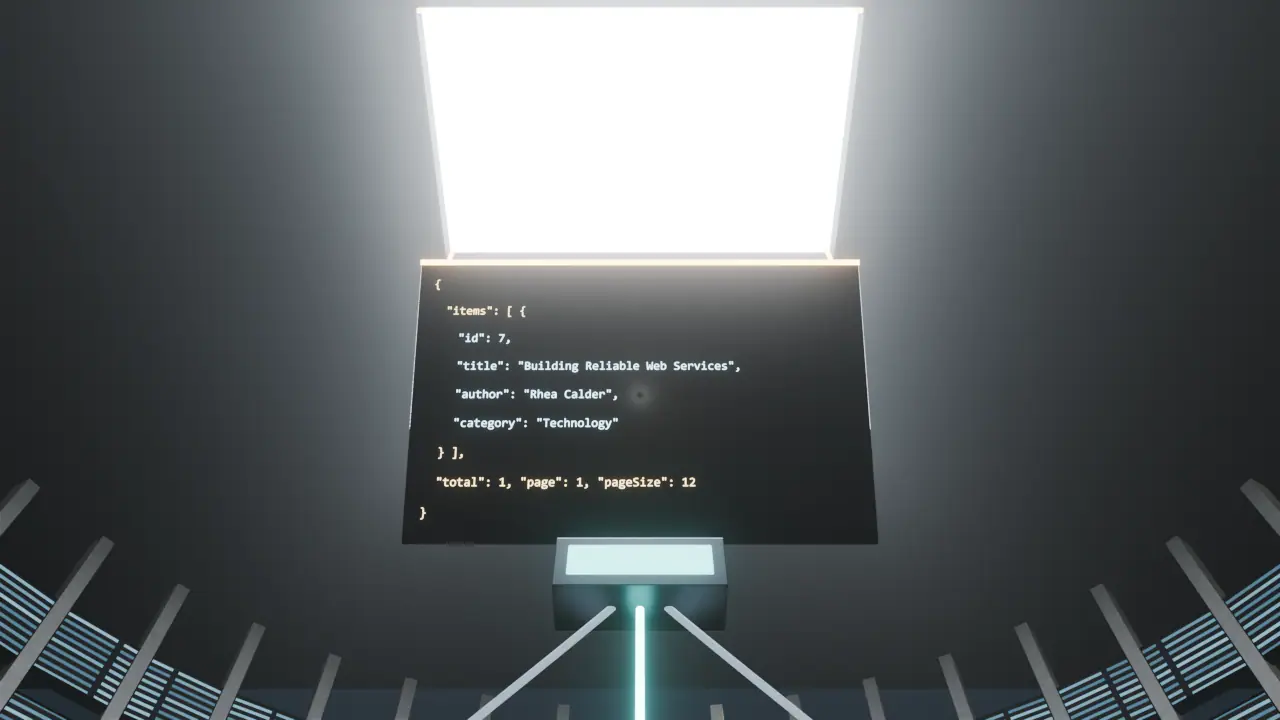 {
"items": [ {
"id": 7,
"title": "Building Reliable Web Services",
"author": "Rhea Calder",
"category": "Technology"
} ],
"total": 1, "page": 1, "pageSize": 12
}